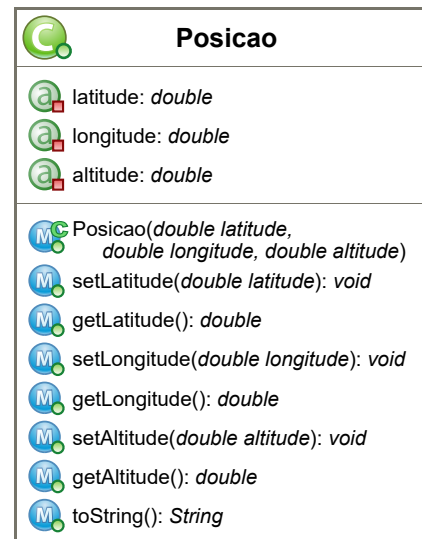 C
Posicao
a latitude: double
a longitude: double
a altitude: double
M C Posicao(double latitude,
double longitude, double altitude)
M setLatitude(double latitude): void
M getLatitude(): double
M setLongitude(double longitude): void
M getLongitude(): double
M setAltitude(double altitude): void
M getAltitude(): double
M toString(): String